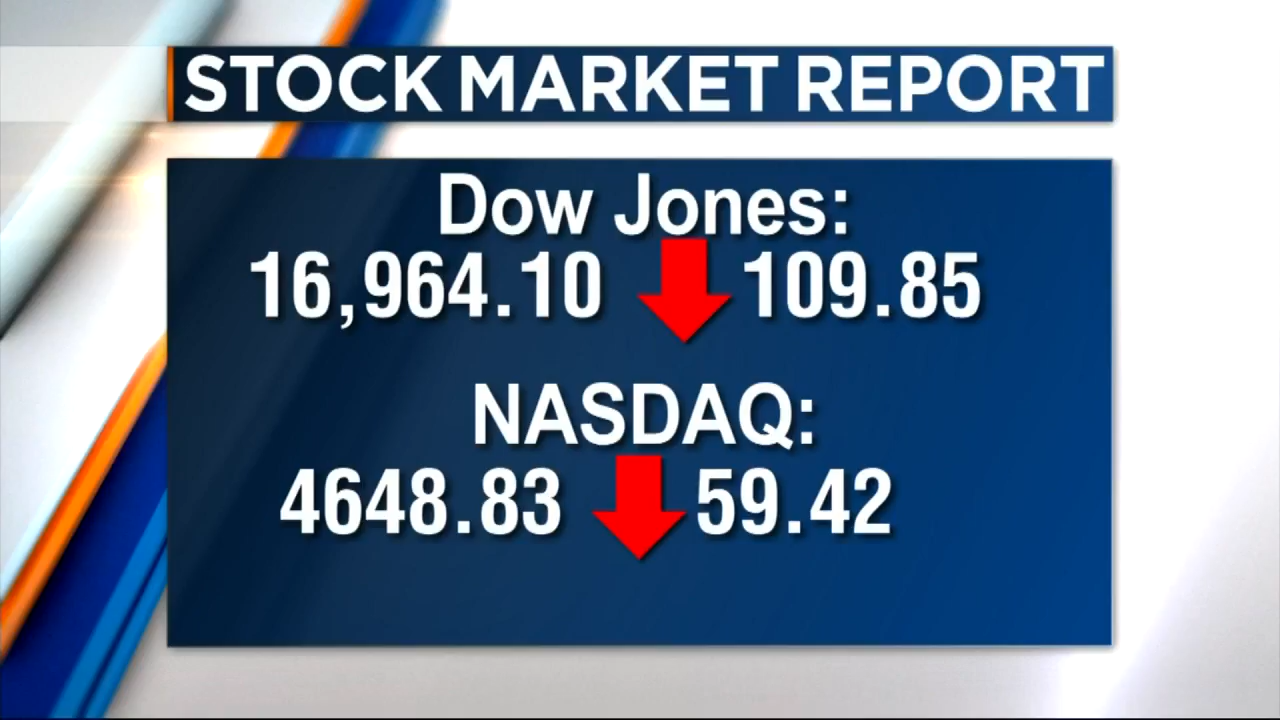 STOCK MARKET REPORT
Dow Jones:
16,964.10 109.85
NASDAQ:
4648.83 59.42